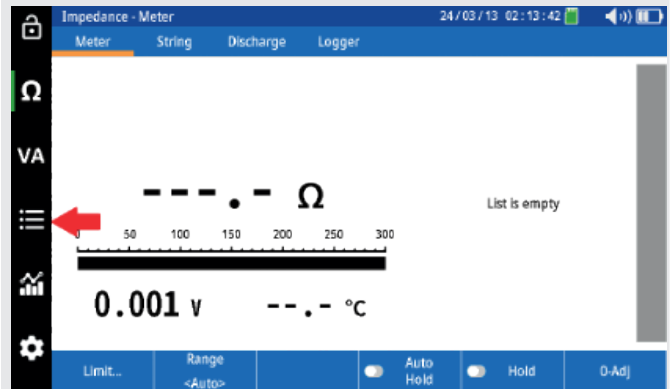 Impedance - Meter 24/03/13 02:13:42
Meter String Discharge Logger
Ω
VA
---.- Ω
List is empty
0 50 100 150 200 250 300
0.001 V --.- °C
Limit...
Range
<Auto>
Auto
Hold
Hold
0-Adj